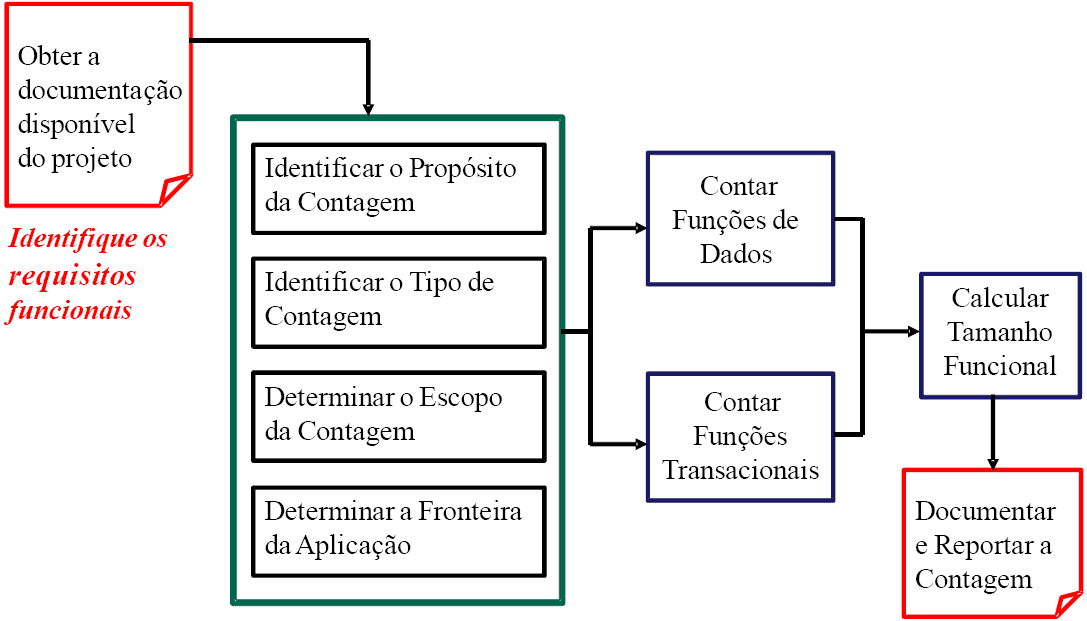 Obter a
documentação
disponível
do projeto
Identifique os
requisitos
funcionais
Identificar o Propósito
da Contagem
Identificar o Tipo de
Contagem
Determinar o Escopo
da Contagem
Determinar a Fronteira
da Aplicação
Contar
Funções de
Dados
Contar
Funções
Transacionais
Calcular
Tamanho
Funcional
Documentar
e Reportar a
Contagem